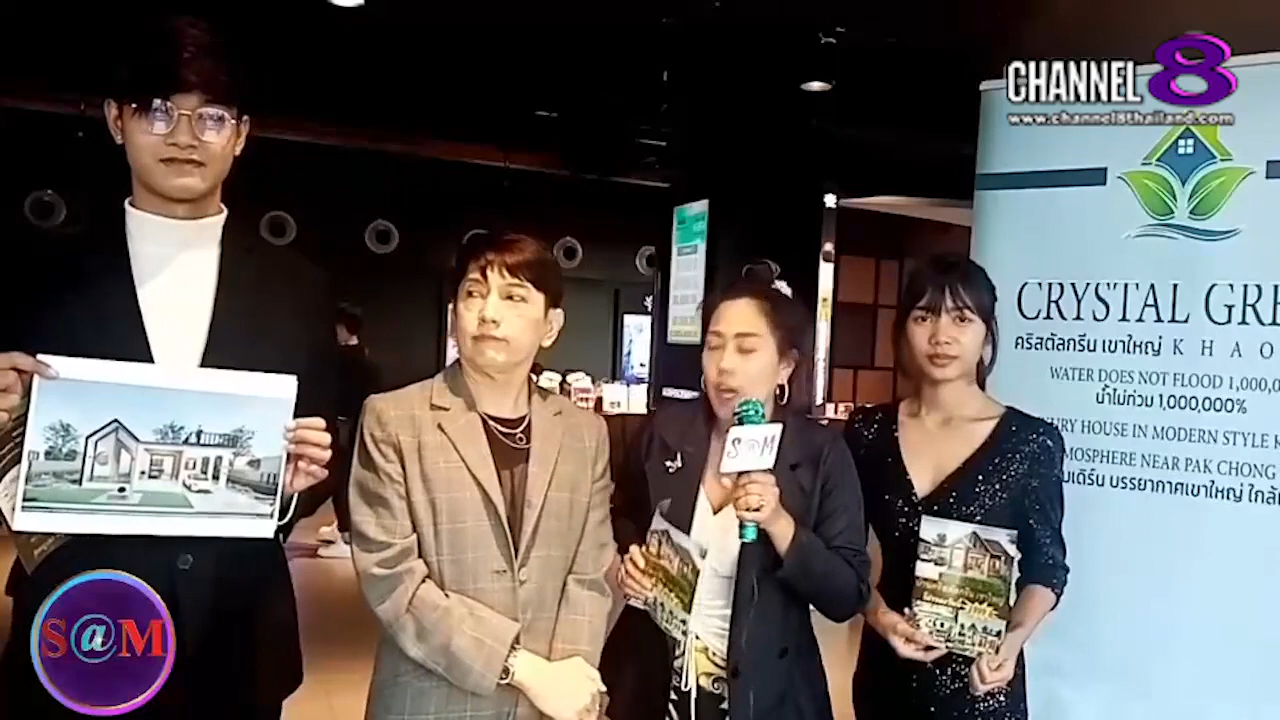 CHANNEL 8
www.channel8thailand.com
CRYSTAL GRE
คริสตัลกรีน เขาใหญ่ KHAO
WATER DOES NOT FLOOD 1,000,0
น้ำไม่ท่วม 1,000,000%
URY HOUSE IN MODERN STYLE K
MOSPHERE NEAR PAK CHONG
มเดิร์น บรรยากาศเขาใหญ่ ใกล้
S@M
S@M